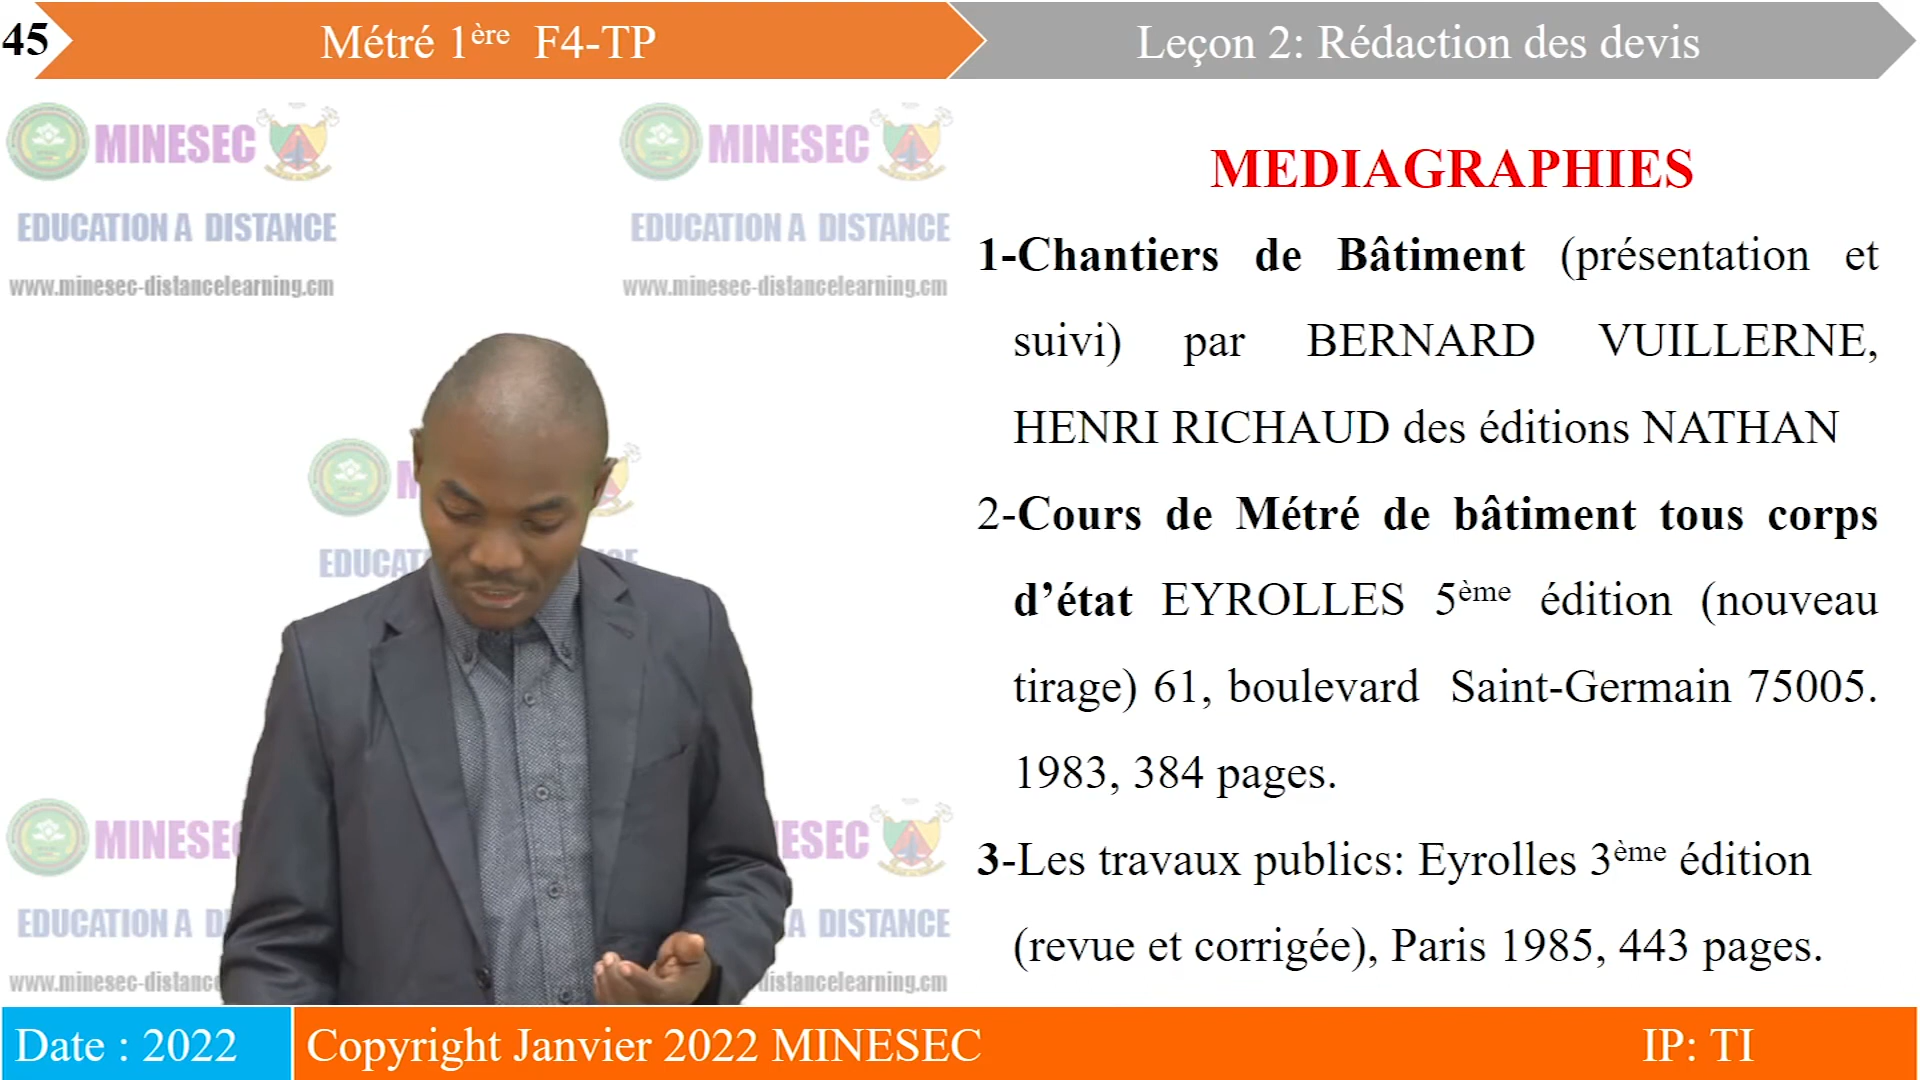 45
Métré 1ère F4-TP
Leçon 2: Rédaction des devis
MINESEC
EDUCATION A DISTANCE
www.minesec-distancelearning.cm
MINESEC
EDUCATION A DISTANCE
www.minesec-distancelearning.cm
MEDIAGRAPHIES
1-Chantiers de Bâtiment (présentation et
suivi) par BERNARD VUILLERNE,
HENRI RICHAUD des éditions NATHAN
2-Cours de Métré de bâtiment tous corps
d’état EYROLLES 5ème édition (nouveau
tirage) 61, boulevard Saint-Germain 75005.
1983, 384 pages.
3-Les travaux publics: Eyrolles 3ème édition
(revue et corrigée), Paris 1985, 443 pages.
M
EDUCAT
CE
MINESE
EDUCATION A D
www.minesec-distance
ESEC
A DISTANCE
distancelearning.cm
Date : 2022
Copyright Janvier 2022 MINESEC
IP: TI